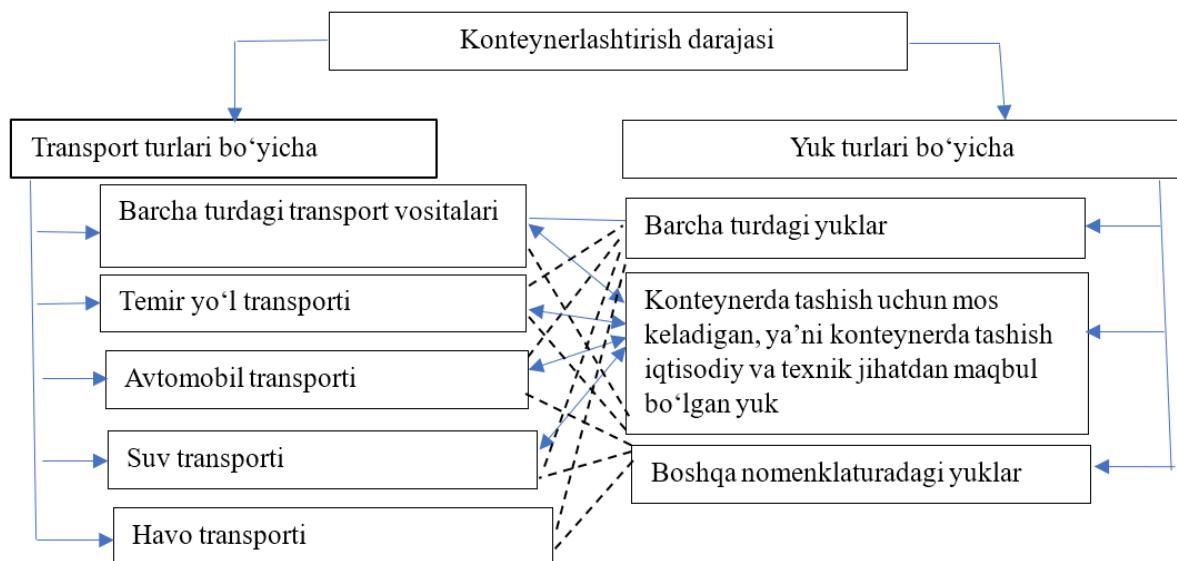 Konteynerlashtirish darajasi
Transport turlari bo‘yicha
Yuk turlari bo‘yicha
Barcha turdagi transport vositalari
Temir yo‘l transporti
Avtomobil transporti
Suv transporti
Havo transporti
Barcha turdagi yuklar
Konteynerda tashish uchun mos
keladigan, ya’ni konteynerda tashish
iqtisodiy va texnik jihatdan maqbul
bo‘lgan yuk
Boshqa nomenklaturadagi yuklar